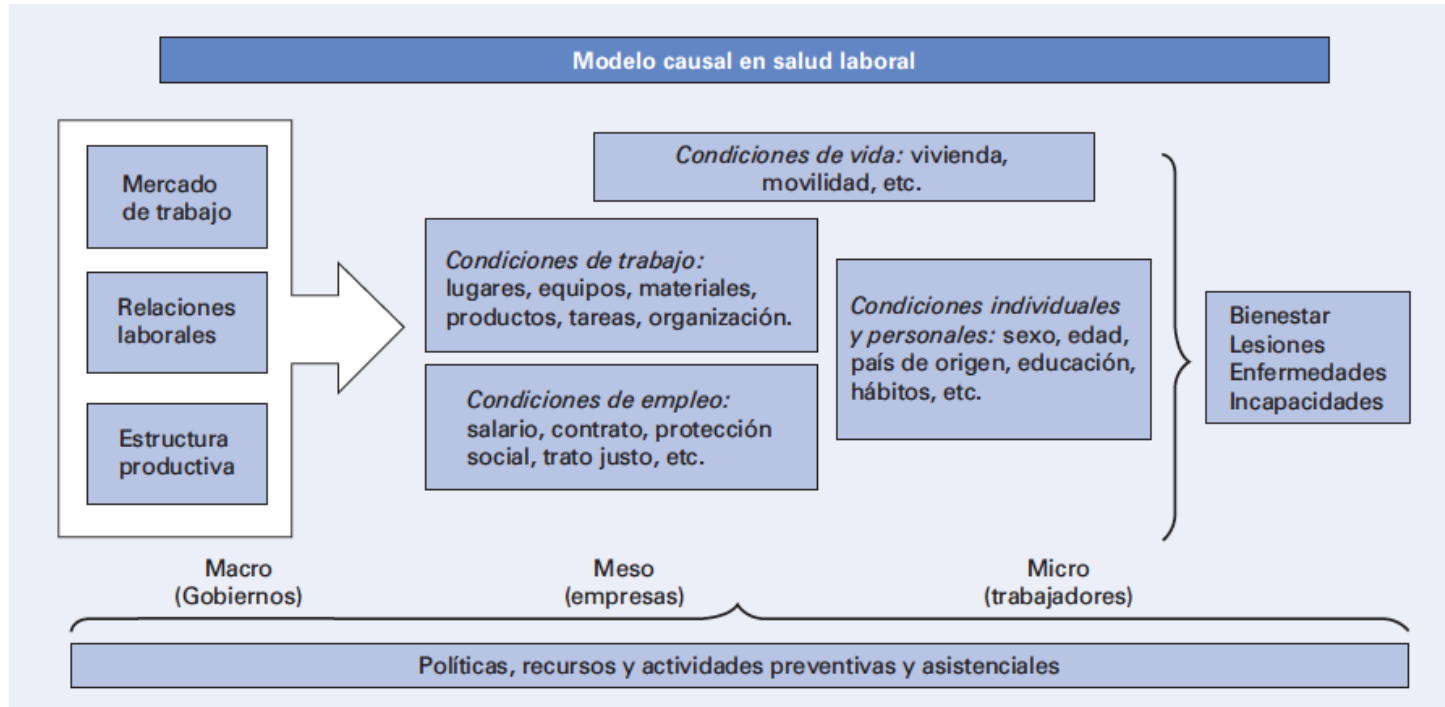 Modelo causal en salud laboral
Mercado
de trabajo
Relaciones
laborales
Estructura
productiva
Condiciones de vida: vivienda,
movilidad, etc.
Condiciones de trabajo:
lugares, equipos, materiales,
productos, tareas, organización.
Condiciones de empleo:
salario, contrato, protección
social, trato justo, etc.
Condiciones individuales
y personales: sexo, edad,
país de origen, educación,
hábitos, etc.
Bienestar
Lesiones
Enfermedades
Incapacidades
Macro
(Gobiernos)
Meso
(empresas)
Micro
(trabajadores)
Políticas, recursos y actividades preventivas y asistenciales